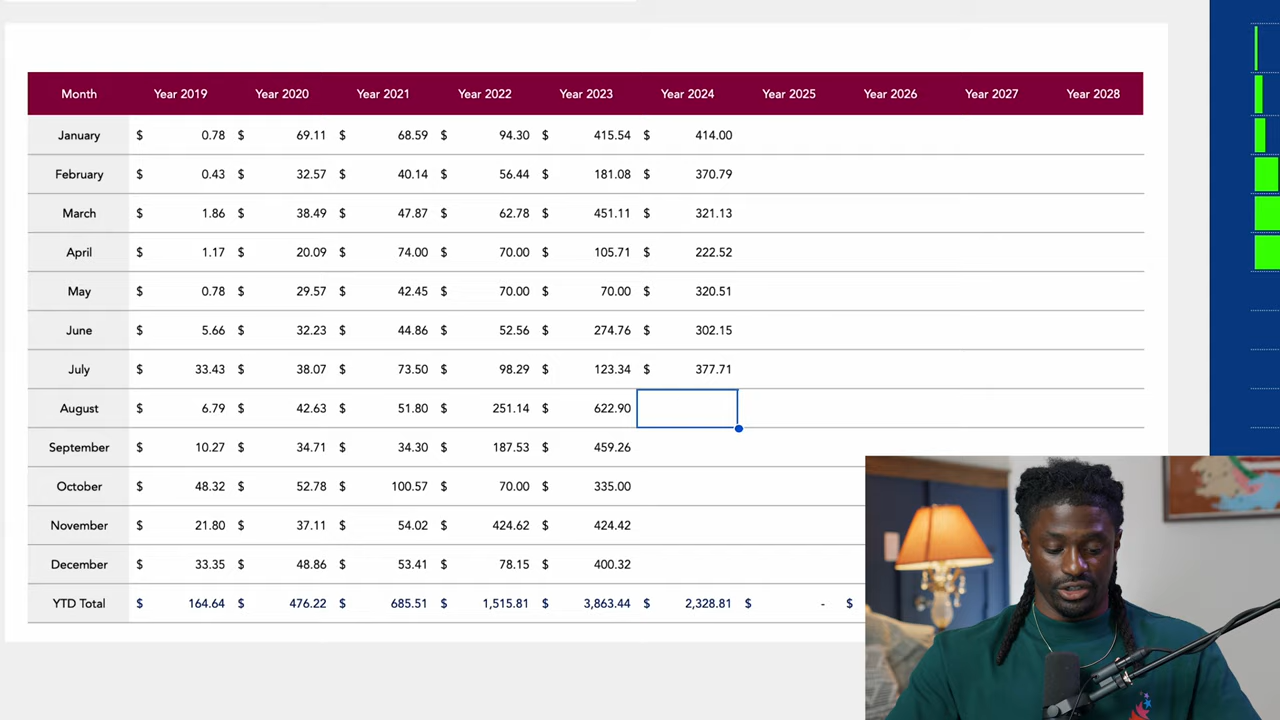 Month Year 2019 Year 2020 Year 2021 Year 2022 Year 2023 Year 2024 Year 2025 Year 2026 Year 2027 Year 2028
January $ 0.78 $ 69.11 $ 68.59 $ 94.30 $ 415.54 $ 414.00
February $ 0.43 $ 32.57 $ 40.14 $ 56.44 $ 181.08 $ 370.79
March $ 1.86 $ 38.49 $ 47.87 $ 62.78 $ 451.11 $ 321.13
April $ 1.17 $ 20.09 $ 74.00 $ 70.00 $ 105.71 $ 222.52
May $ 0.78 $ 29.57 $ 42.45 $ 70.00 $ 70.00 $ 320.51
June $ 5.66 $ 32.23 $ 44.86 $ 52.56 $ 274.76 $ 302.15
July $ 33.43 $ 38.07 $ 73.50 $ 98.29 $ 123.34 $ 377.71
August $ 6.79 $ 42.63 $ 51.80 $ 251.14 $ 622.90
September $ 10.27 $ 34.71 $ 34.30 $ 187.53 $ 459.26
October $ 48.32 $ 52.78 $ 100.57 $ 70.00 $ 335.00
November $ 21.80 $ 37.11 $ 54.02 $ 424.62 $ 424.42
December $ 33.35 $ 48.86 $ 53.41 $ 78.15 $ 400.32
YTD Total $ 164.64 $ 476.22 $ 685.51 $ 1,515.81 $ 3,863.44 $ 2,328.81 $ - $